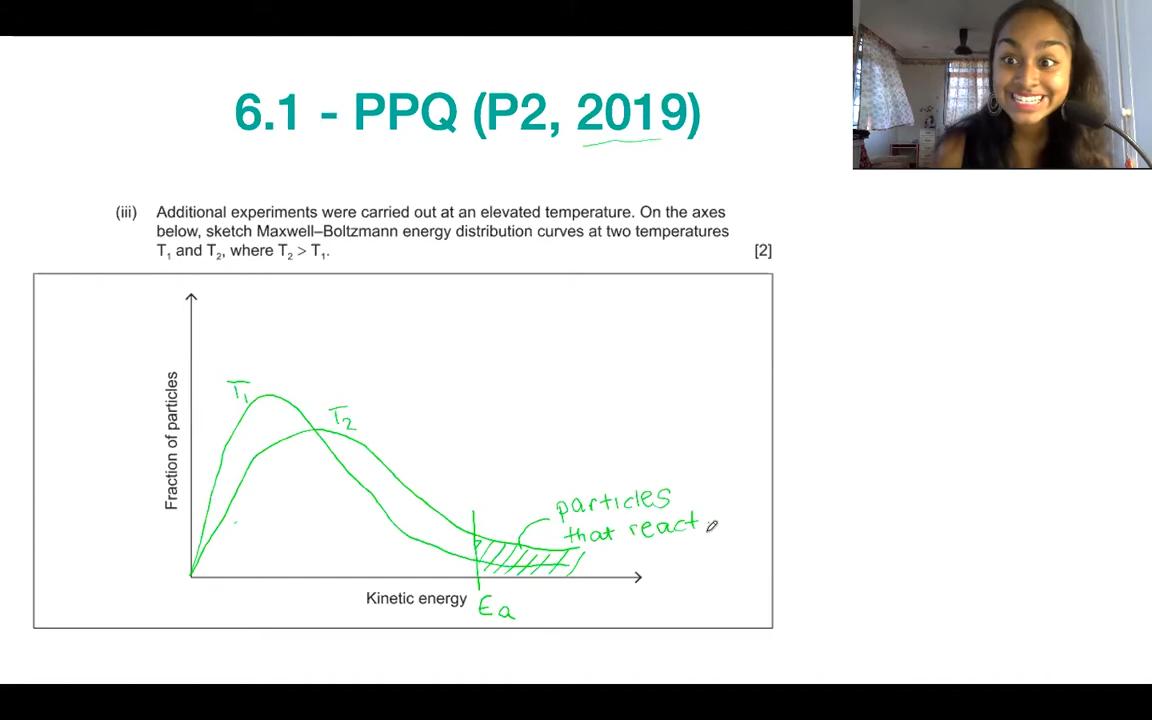 6.1 - PPQ (P2, 2019)
(iii) Additional experiments were carried out at an elevated temperature. On the axes
below, sketch Maxwell–Boltzmann energy distribution curves at two temperatures
T₁ and T₂, where T₂ > T₁. [2]
T₁
T₂
Fraction of particles
particles
that react
Kinetic energy
Ea